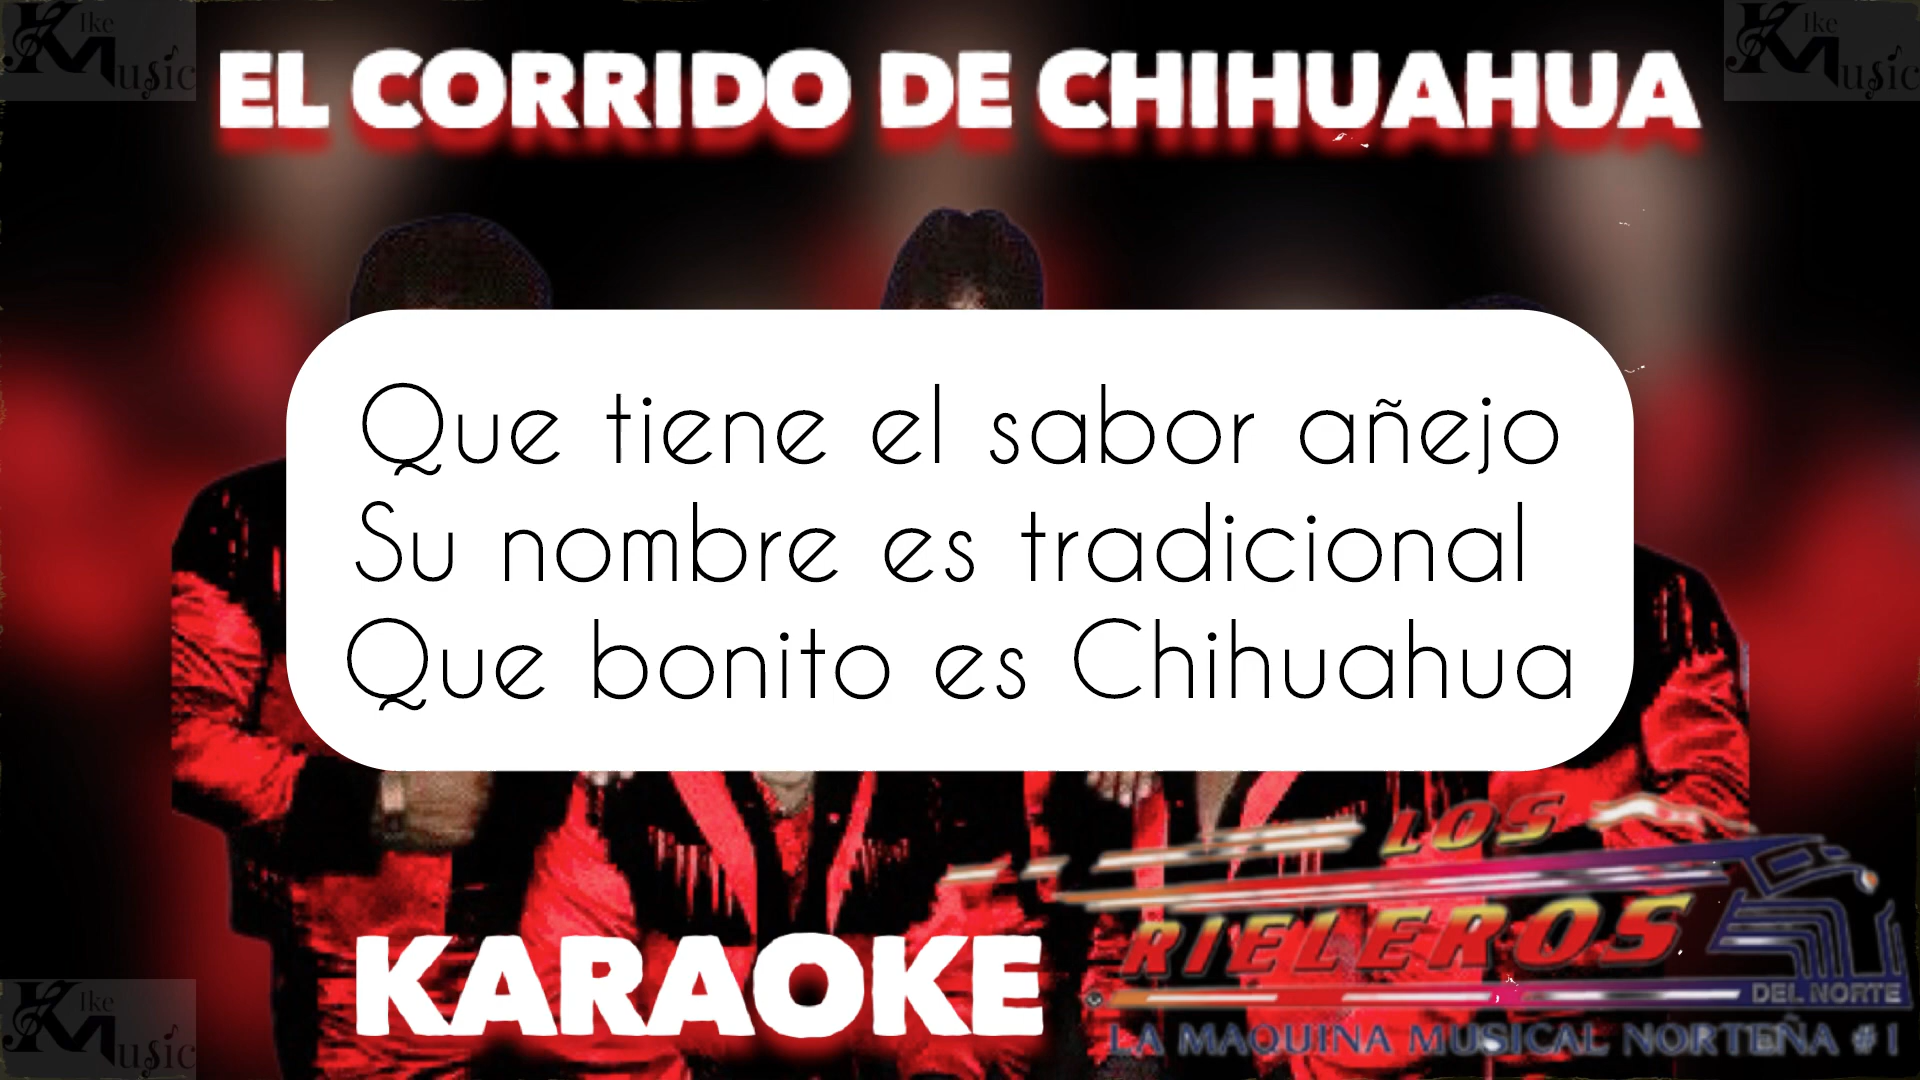 Ike
Music
Ike
Music
EL CORRIDO DE CHIHUAHUA
Que tiene el sabor añejo
Su nombre es tradicional
Que bonito es Chihuahua
LOS
RIELEROS
DEL NORTE
LA MAQUINA MUSICAL NORTEÑA #1
KARAOKE
Ike
Music